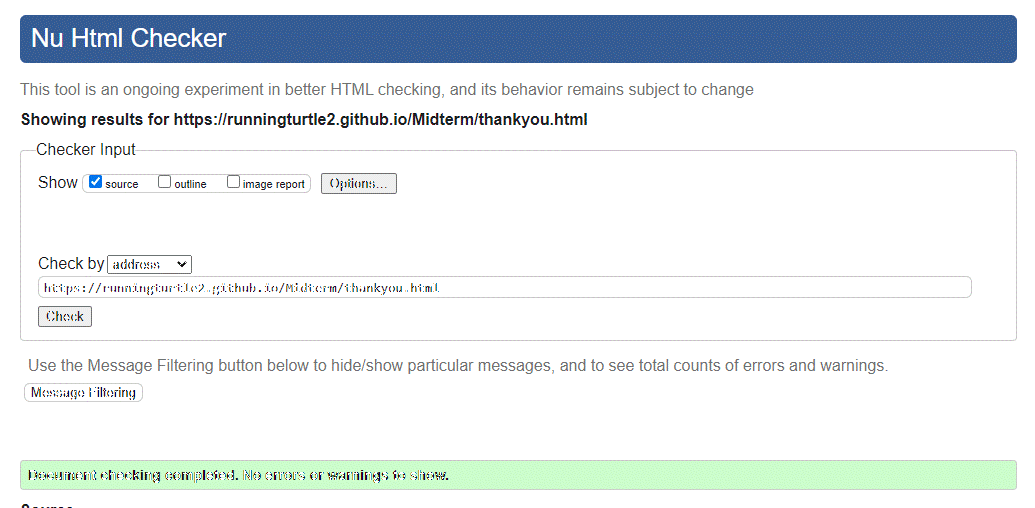 Nu Html Checker
This tool is an ongoing experiment in better HTML checking, and its behavior remains subject to change
Showing results for https://runningturtle2.github.io/Midterm/thankyou.html
Checker Input
Show source outline image report Options...
Check by address
https://runningturtle2.github.io/Midterm/thankyou.html
Check
Use the Message Filtering button below to hide/show particular messages, and to see total counts of errors and warnings.
Message Filtering
Document checking completed. No errors or warnings to show.
Source